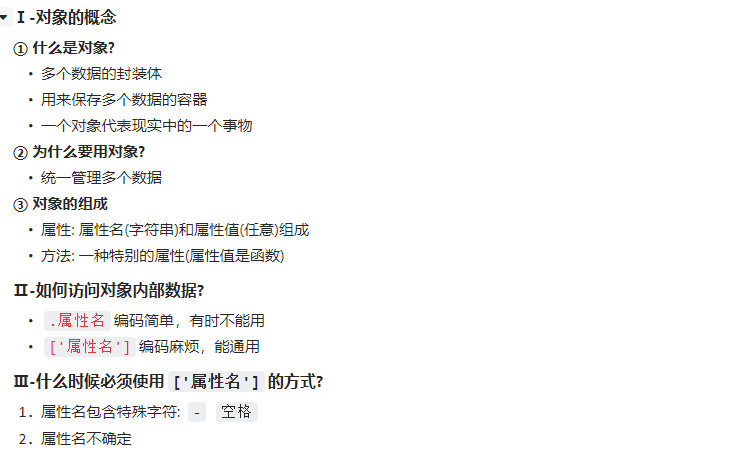 Ⅰ-对象的概念
① 什么是对象?
• 多个数据的封装体
• 用来保存多个数据的容器
• 一个对象代表现实中的一个事物
② 为什么要用对象?
• 统一管理多个数据
③ 对象的组成
• 属性: 属性名(字符串)和属性值(任意)组成
• 方法: 一种特别的属性(属性值是函数)
Ⅱ-如何访问对象内部数据?
• .属性名 编码简单，有时不能用
• ['属性名'] 编码麻烦，能通用
Ⅲ-什么时候必须使用 ['属性名'] 的方式?
1. 属性名包含特殊字符: - 空格
2. 属性名不确定